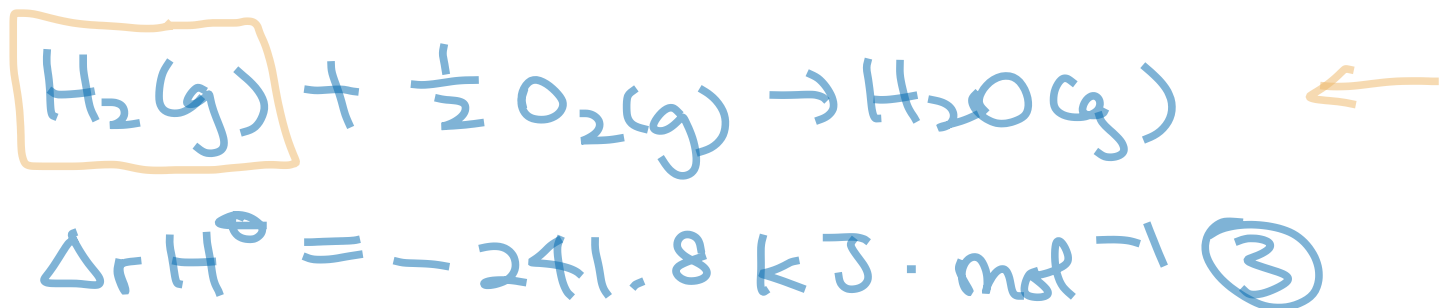 H₂(g) + ½ O₂(g) → H₂O(g) ←
ΔrH° = -241.8 kJ · mol⁻¹ ③